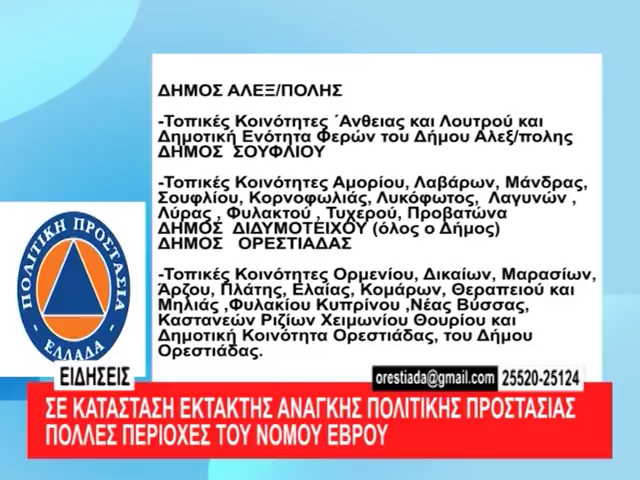 ΔΗΜΟΣ ΑΛΕΞ/ΠΟΛΗΣ
-Τοπικές Κοινότητες ΄Ανθειας και Λουτρού και
Δημοτική Ενότητα Φερών του Δήμου Αλεξ/πολης
ΔΗΜΟΣ ΣΟΥΦΛΙΟΥ
-Τοπικές Κοινότητες Αμορίου, Λαβάρων, Μάνδρας,
Σουφλίου, Κορνοφωλιάς, Λυκόφωτος, Λαγυνών ,
Λύρας , Φυλακτού , Τυχερού, Προβατώνα
ΔΗΜΟΣ ΔΙΔΥΜΟΤΕΙΧΟΥ (όλος ο Δήμος)
ΔΗΜΟΣ ΟΡΕΣΤΙΑΔΑΣ
-Τοπικές Κοινότητες Ορμενίου, Δικαίων, Μαρασίων,
Άρζου, Πλάτης, Ελαίας, Κομάρων, Θεραπειού και
Μηλιάς ,Φυλακίου Κυπρίνου ,Νέας Βύσσας,
Καστανεών Ριζίων Χειμωνίου Θουρίου και
Δημοτική Κοινότητα Ορεστιάδας, του Δήμου
Ορεστιάδας.
ΠΟΛΙΤΙΚΗ ΠΡΟΣΤΑΣΙΑ
- ΕΛΛΑΔΑ -
ΕΙΔΗΣΕΙΣ
orestiada@gmail.com 25520-25124
ΣΕ ΚΑΤΑΣΤΑΣΗ ΕΚΤΑΚΤΗΣ ΑΝΑΓΚΗΣ ΠΟΛΙΤΙΚΗΣ ΠΡΟΣΤΑΣΙΑΣ
ΠΟΛΛΕΣ ΠΕΡΙΟΧΕΣ ΤΟΥ ΝΟΜΟΥ ΕΒΡΟΥ